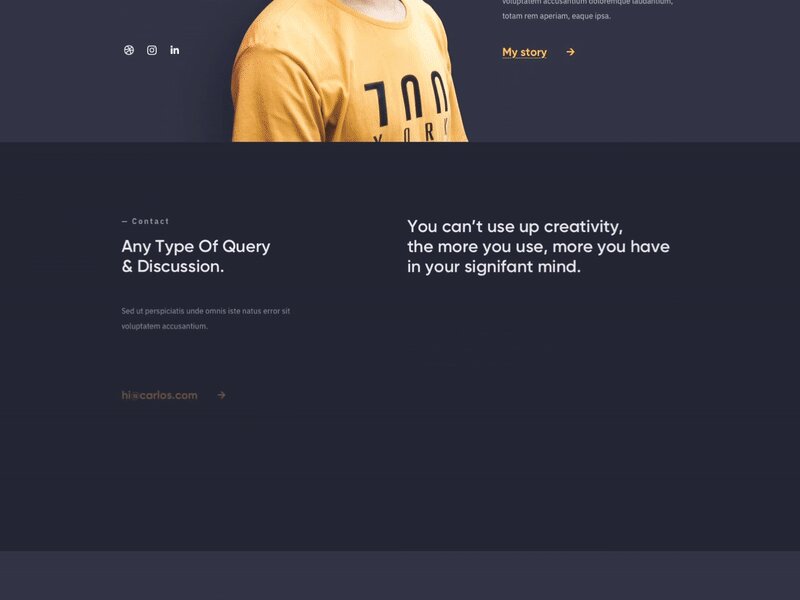 voluptatem accusantium doloremque laudantium,
totam rem aperiam, eaque ipsa.
My story
700
YORK
— Contact
Any Type Of Query
& Discussion.
Sed ut perspiciatis unde omnis iste natus error sit
voluptatem accusantium.
hi@carlos.com
You can’t use up creativity,
the more you use, more you have
in your signifant mind.